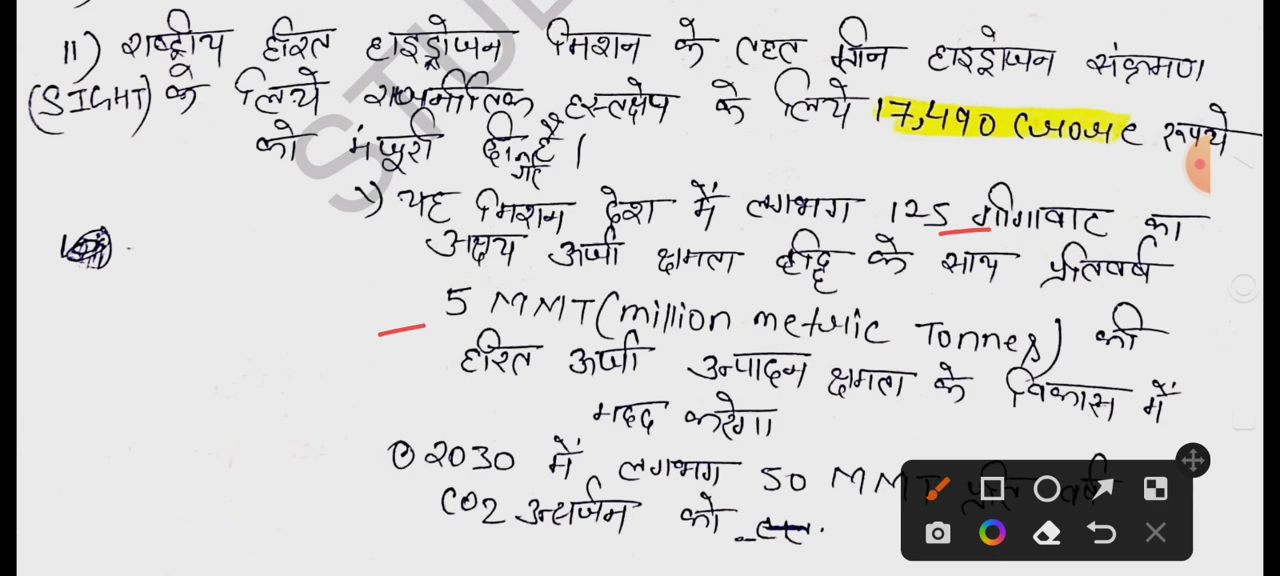 11) राष्ट्रीय हरित हाइड्रोजन मिशन के तहत ग्रीन हाइड्रोजन संक्रमण
(SIGHT) के लिये रणनीतिक हस्तक्षेप के लिये 17,490 करोड़ रूपये
को मंजूरी दी गई है।
यह मिशन देश में लगभग 125 गीगावाट का
अक्षय ऊर्जा क्षमता वृद्धि के साथ प्रतिवर्ष
5 MMT (million metric Tonnes) की
हरित ऊर्जा उत्पादन क्षमता के विकास में
मदद करेगा
2030 में लगभग 50 MMT प्रति वर्ष
CO2 उत्सर्जन को